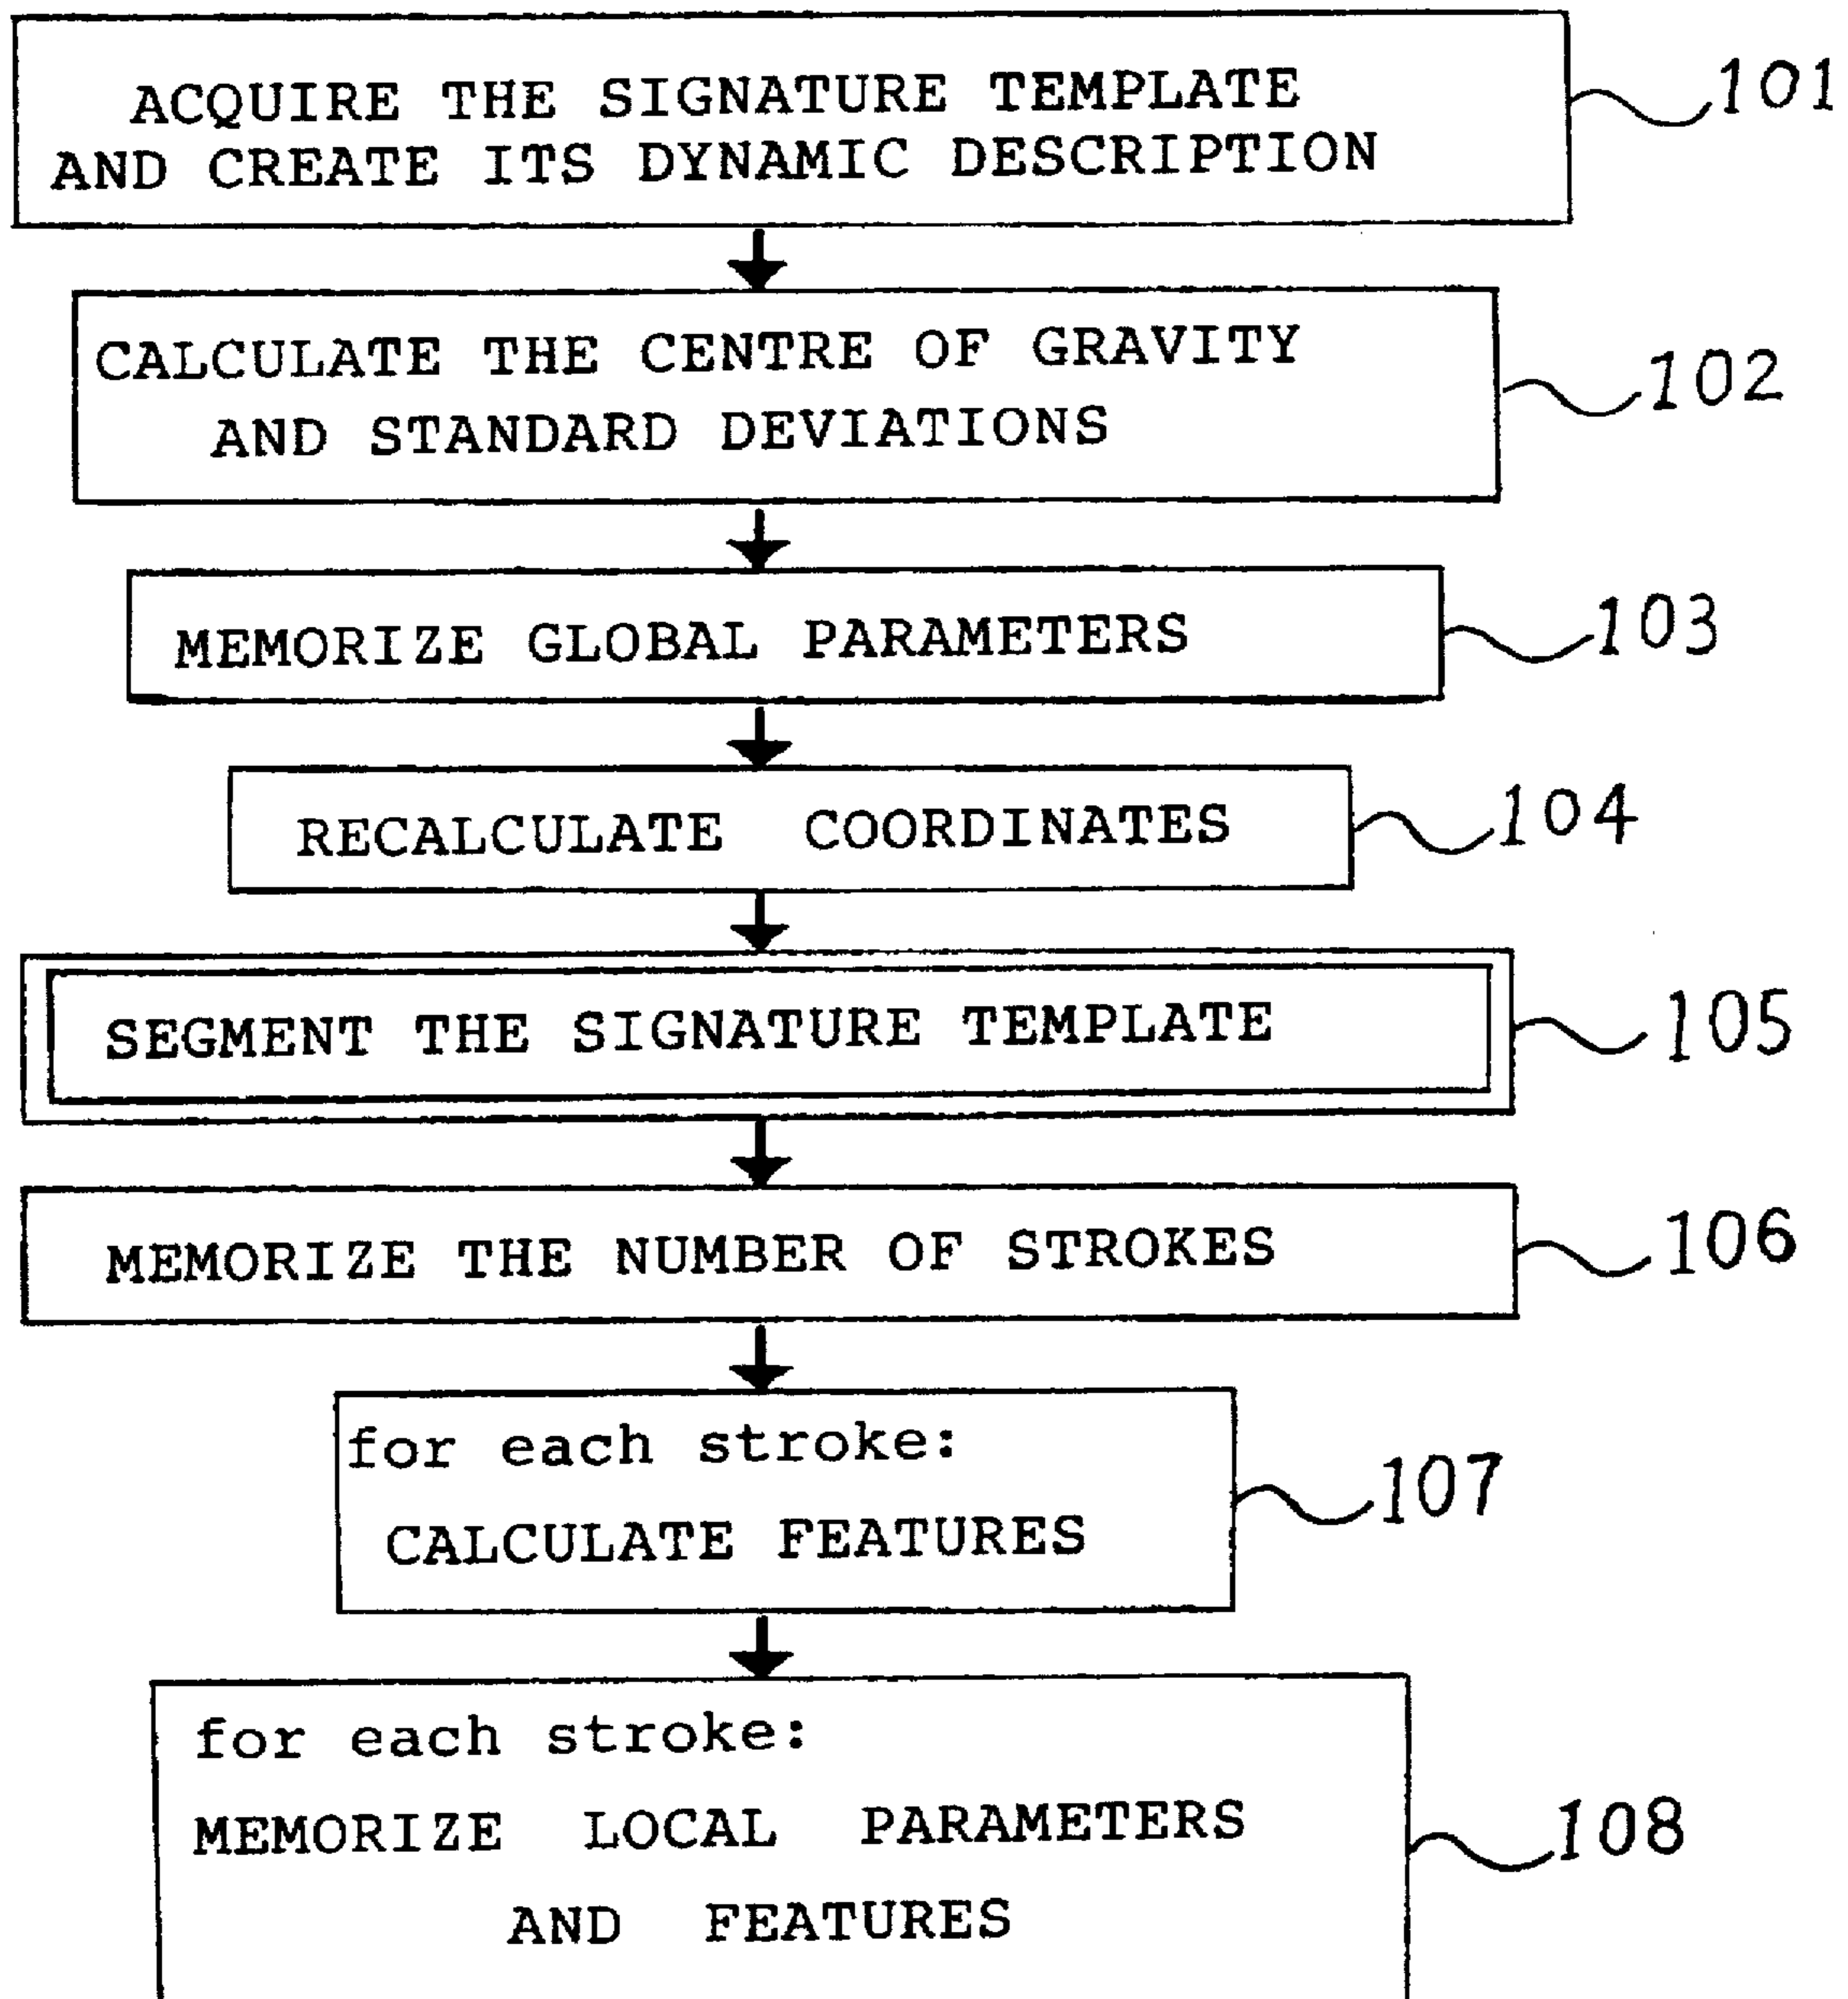 ACQUIRE THE SIGNATURE TEMPLATE
AND CREATE ITS DYNAMIC DESCRIPTION
101
CALCULATE THE CENTRE OF GRAVITY
AND STANDARD DEVIATIONS
102
MEMORIZE GLOBAL PARAMETERS
103
RECALCULATE COORDINATES
104
SEGMENT THE SIGNATURE TEMPLATE
105
MEMORIZE THE NUMBER OF STROKES
106
for each stroke:
CALCULATE FEATURES
107
for each stroke:
MEMORIZE LOCAL PARAMETERS
AND FEATURES
108